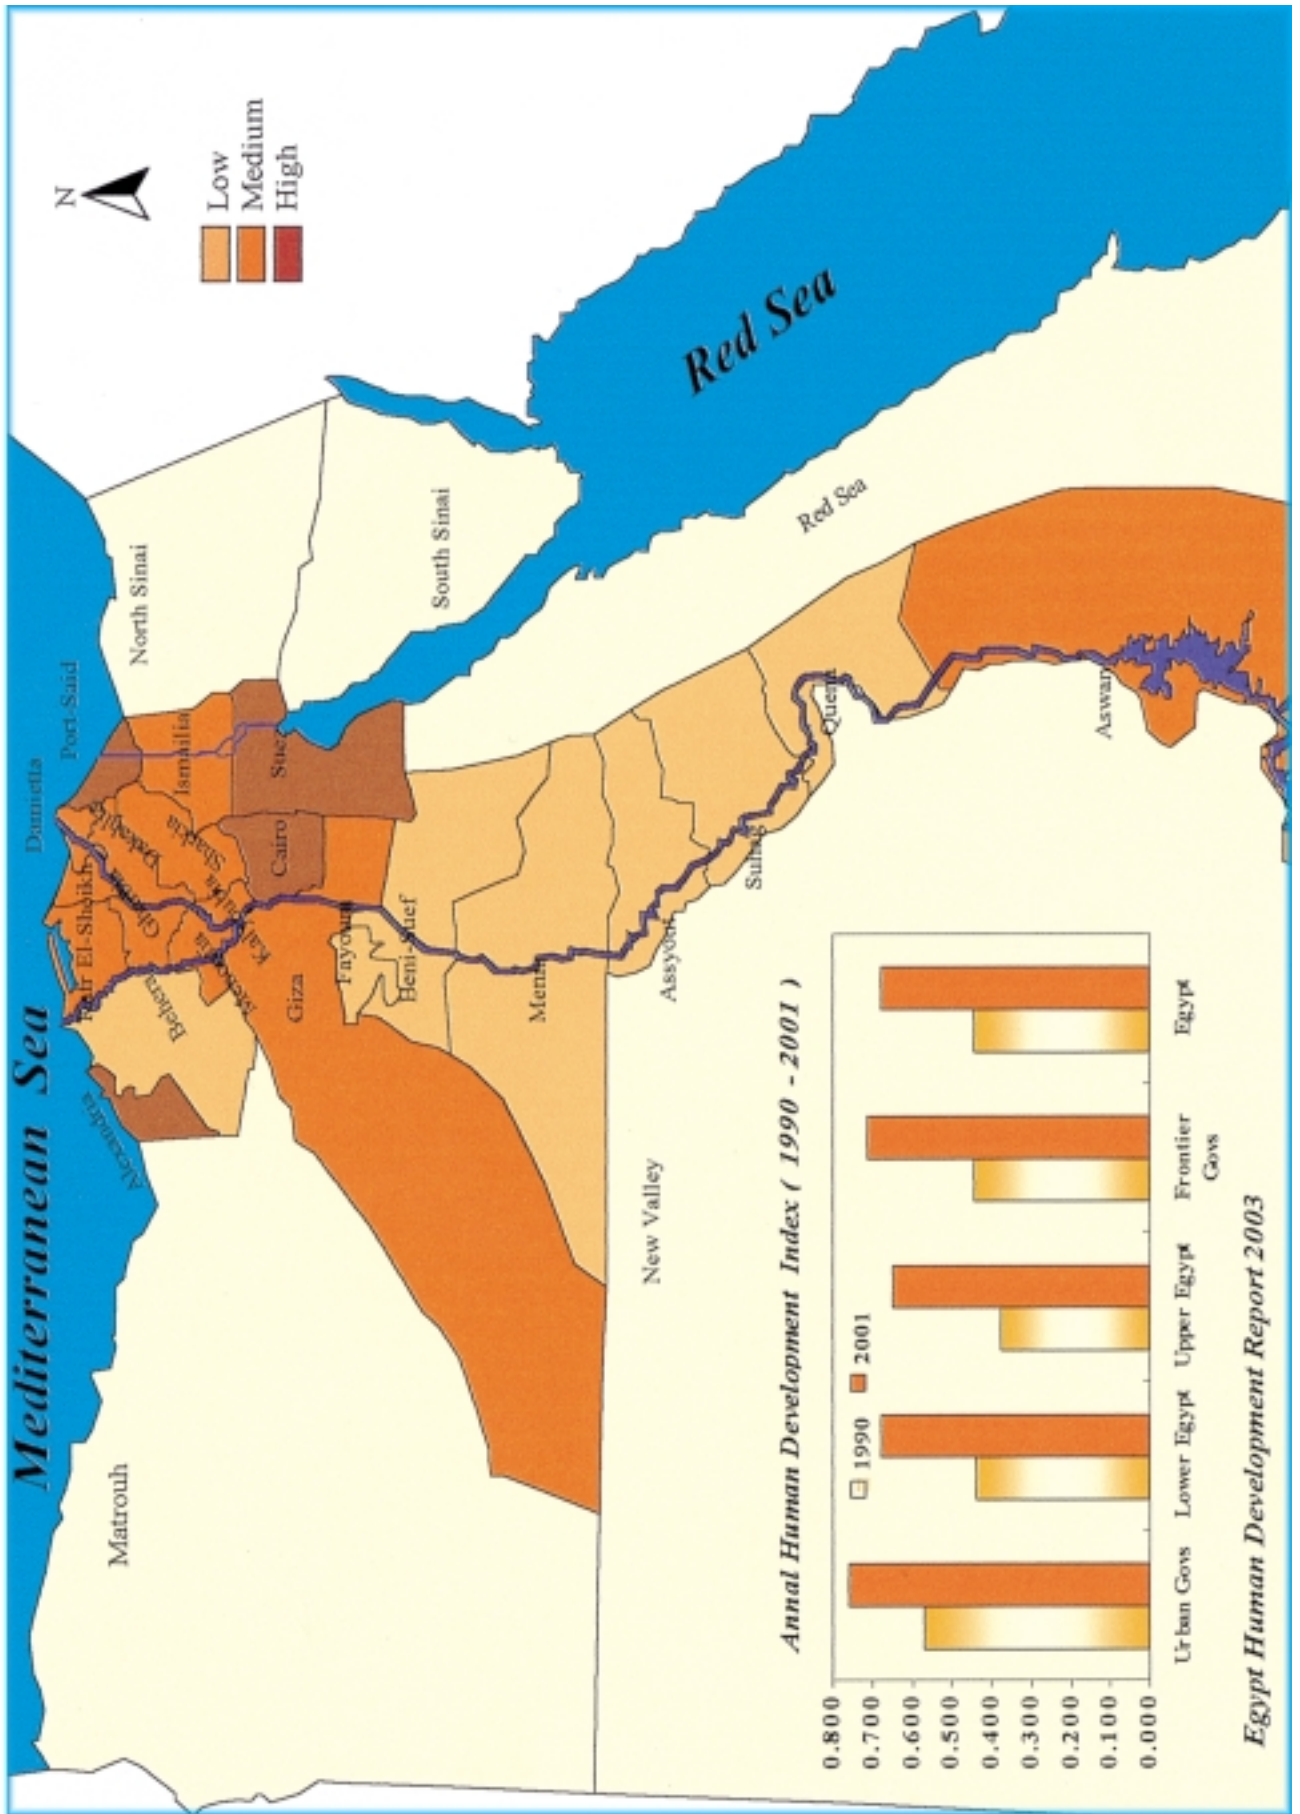 Mediterranean Sea
N
Low
Medium
High
Damietta
Port-Said
Alexandria
Kafr El-Sheikh
Dakahlia
Sharkia
Ismailia
North Sinai
Behera
Matrouh
Giza
Cairo
Fayoum
Beni-Suef
South Sinai
Red Sea
Menia
Assyout
Suhag
Quena
Red Sea
New Valley
Aswan
Annal Human Development Index ( 1990 - 2001 )
1990
2001
0.800
0.700
0.600
0.500
0.400
0.300
0.200
0.100
0.000
Urban Govs
Lower Egypt
Upper Egypt
Frontier Govs
Egypt
Egypt Human Development Report 2003